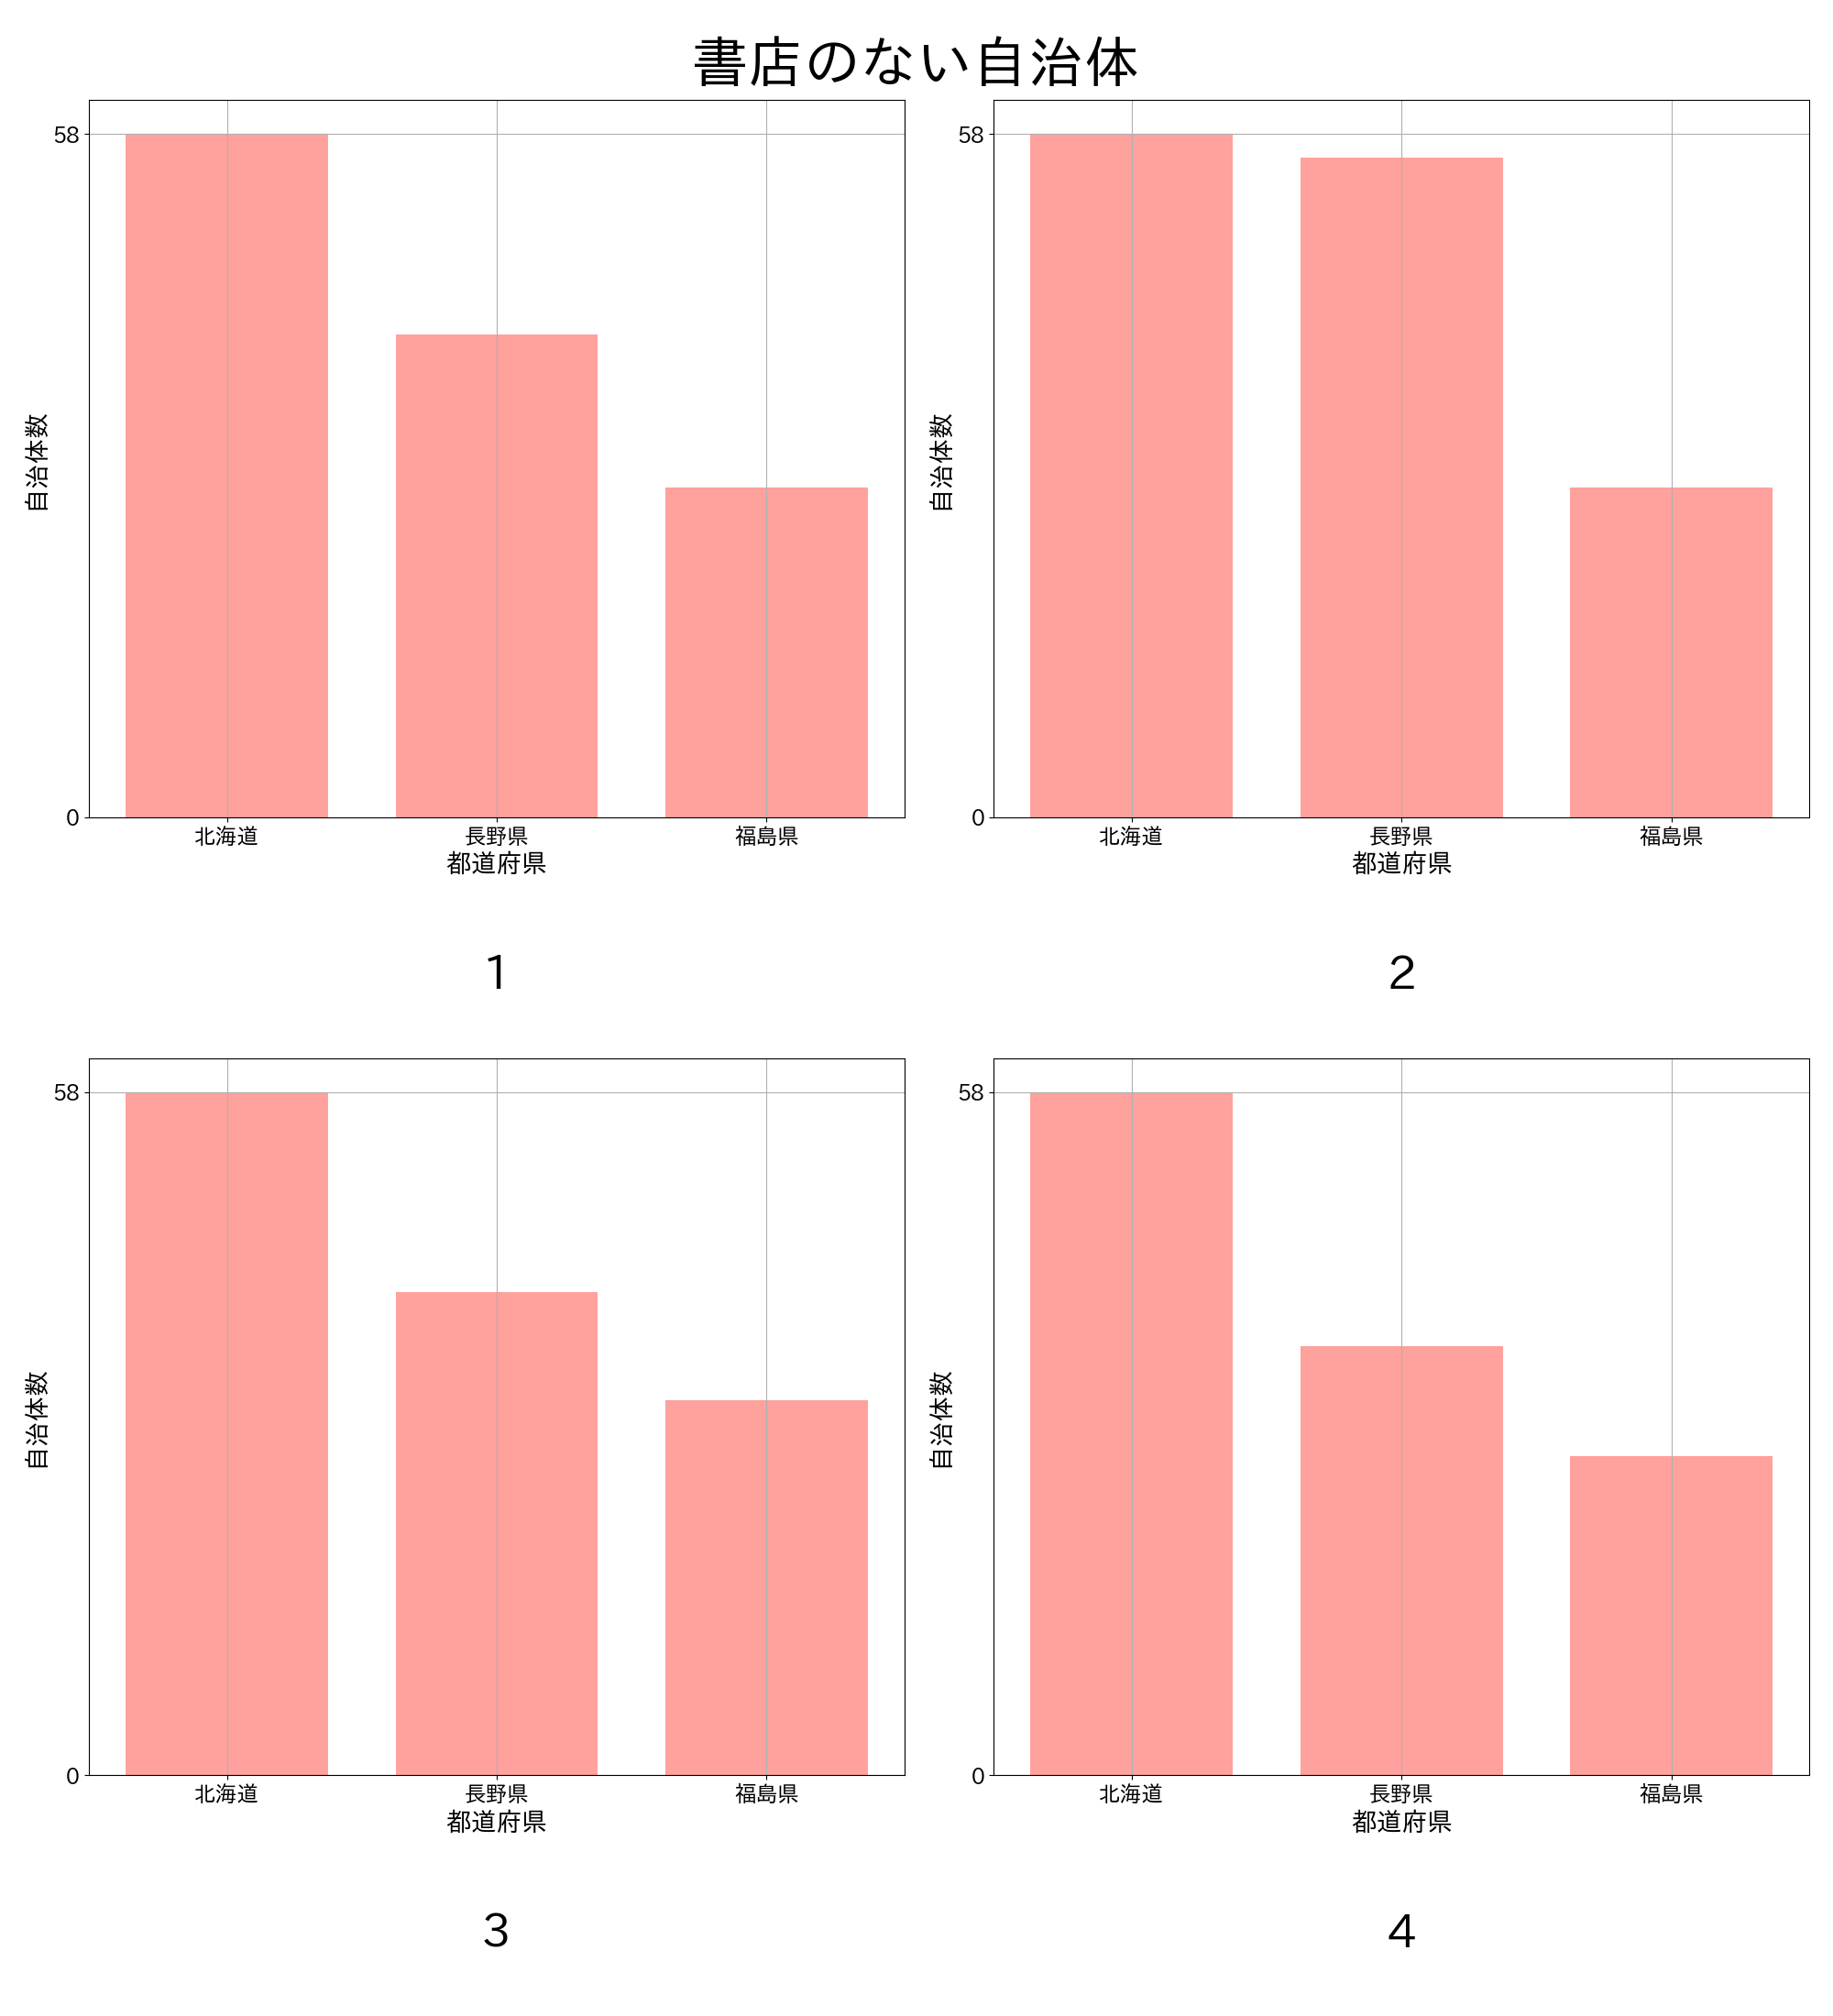 書店のない自治体
58
0
自治体数
北海道 長野県 福島県
都道府県
1
58
0
自治体数
北海道 長野県 福島県
都道府県
2
58
0
自治体数
北海道 長野県 福島県
都道府県
3
58
0
自治体数
北海道 長野県 福島県
都道府県
4